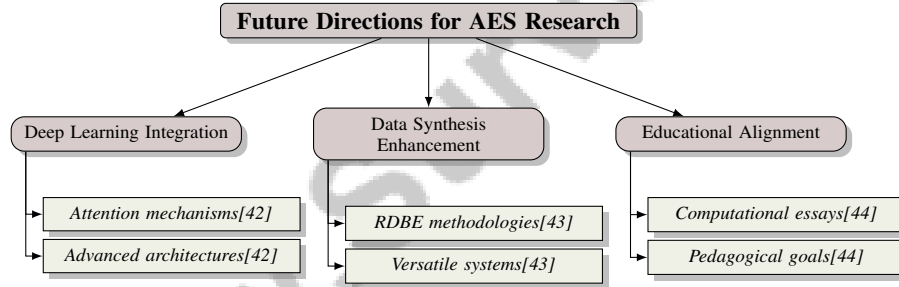 Future Directions for AES Research
Deep Learning Integration
Attention mechanisms[42]
Advanced architectures[42]
Data Synthesis
Enhancement
RDBE methodologies[43]
Versatile systems[43]
Educational Alignment
Computational essays[44]
Pedagogical goals[44]